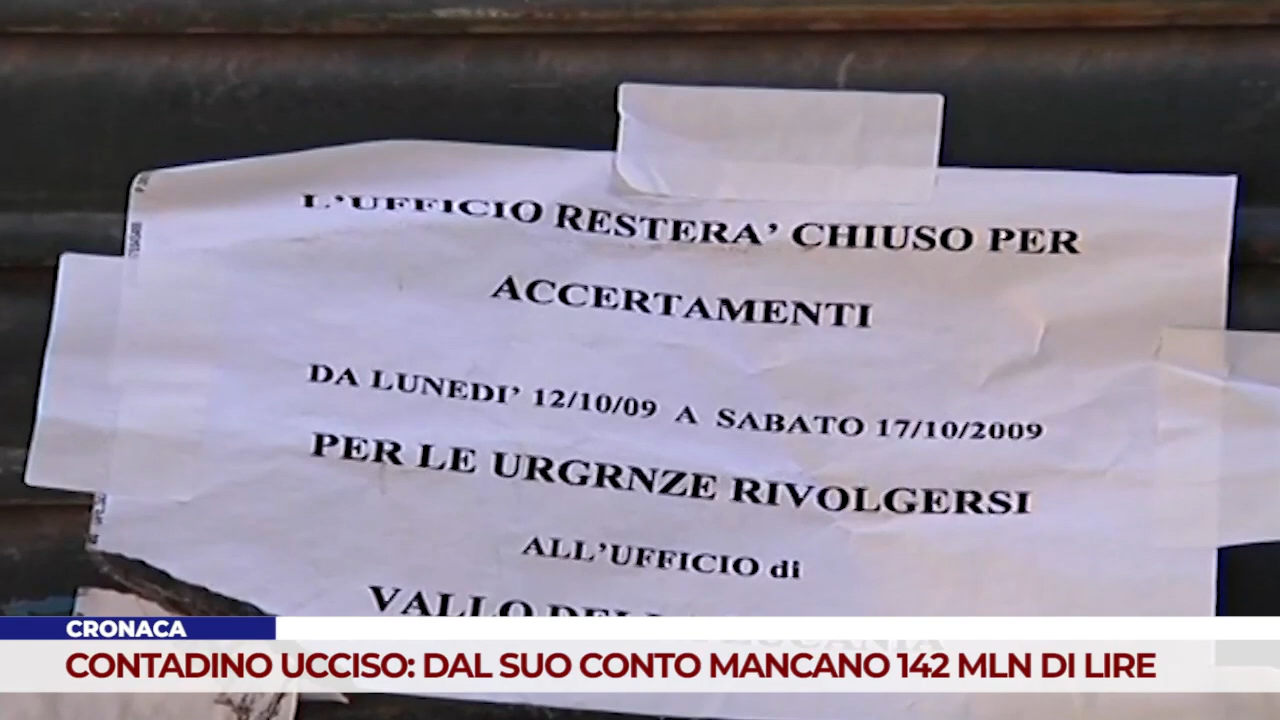 L'UFFICIO RESTERA' CHIUSO PER
ACCERTAMENTI
DA LUNEDI' 12/10/09 A SABATO 17/10/2009
PER LE URGRNZE RIVOLGERSI
ALL'UFFICIO di
VALLO
CRONACA
CONTADINO UCCISO: DAL SUO CONTO MANCANO 142 MLN DI LIRE